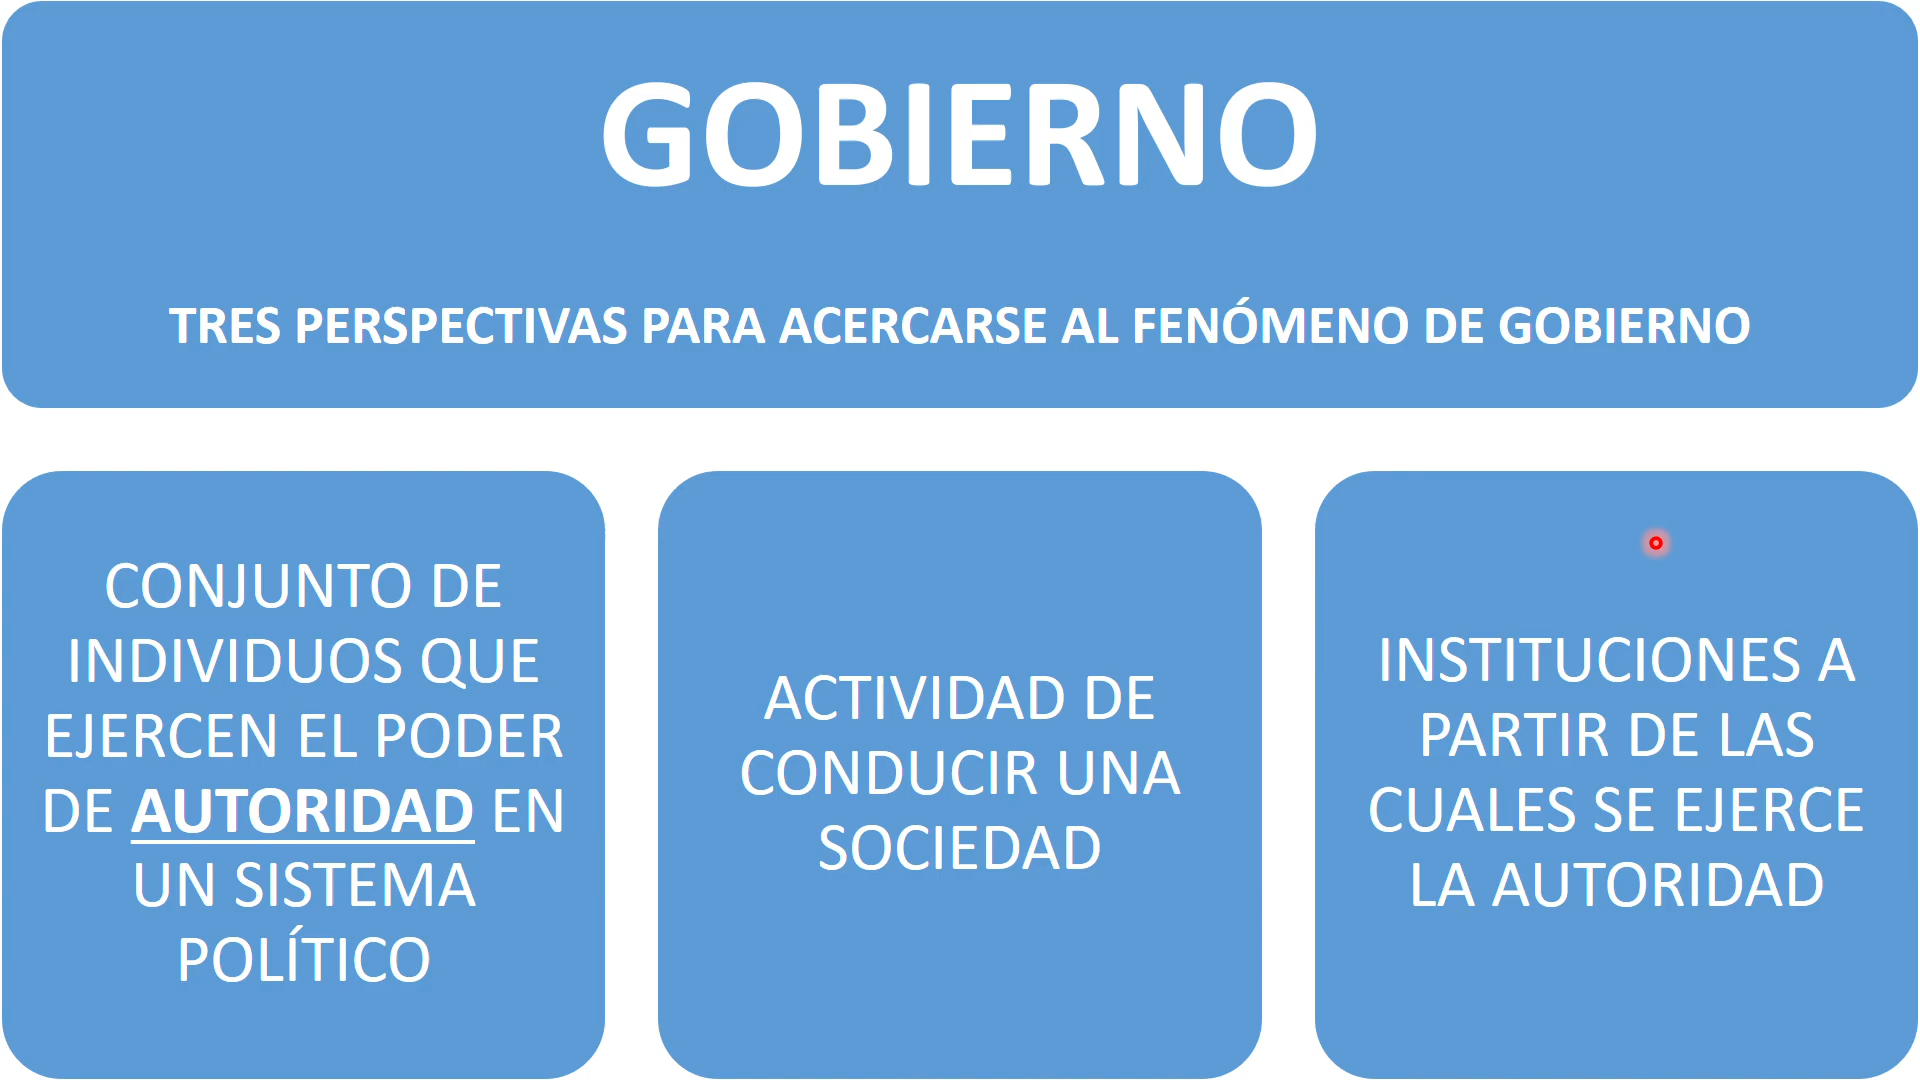 GOBIERNO
TRES PERSPECTIVAS PARA ACERCARSE AL FENÓMENO DE GOBIERNO
CONJUNTO DE
INDIVIDUOS QUE
EJERCEN EL PODER
DE AUTORIDAD EN
UN SISTEMA
POLÍTICO
ACTIVIDAD DE
CONDUCIR UNA
SOCIEDAD
INSTITUCIONES A
PARTIR DE LAS
CUALES SE EJERCE
LA AUTORIDAD